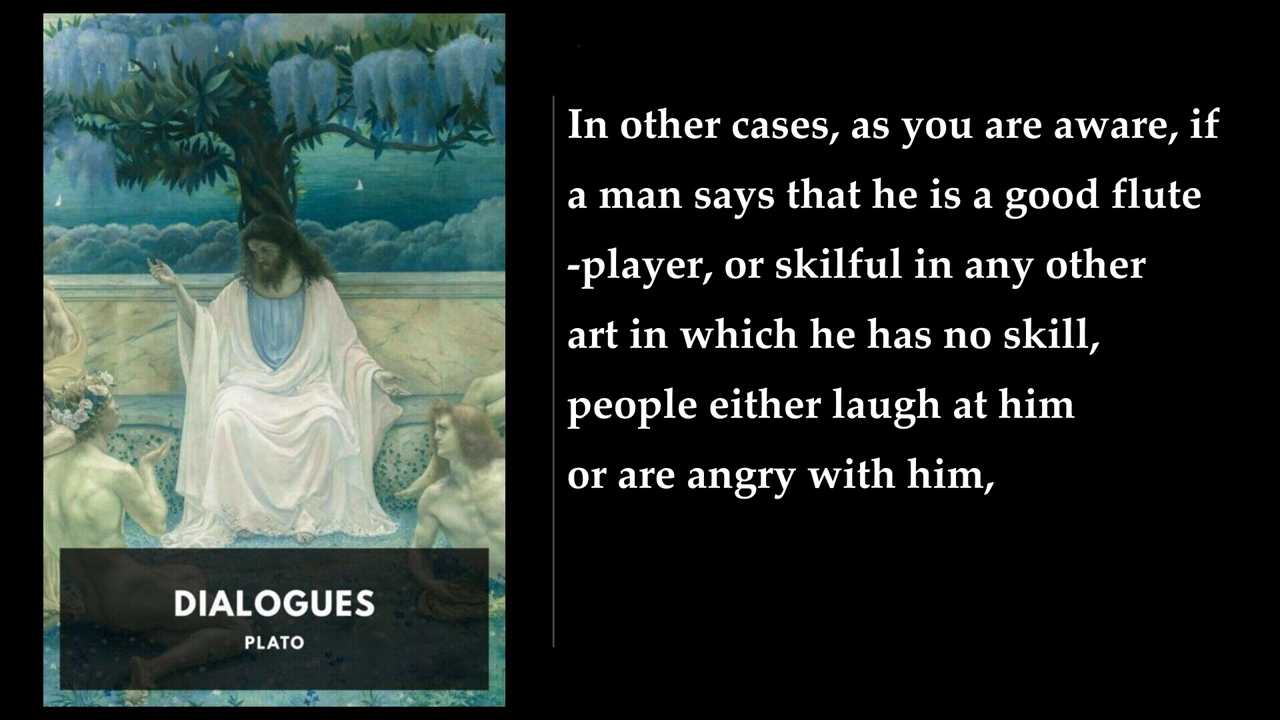 DIALOGUES
PLATO
In other cases, as you are aware, if
a man says that he is a good flute
-player, or skilful in any other
art in which he has no skill,
people either laugh at him
or are angry with him,